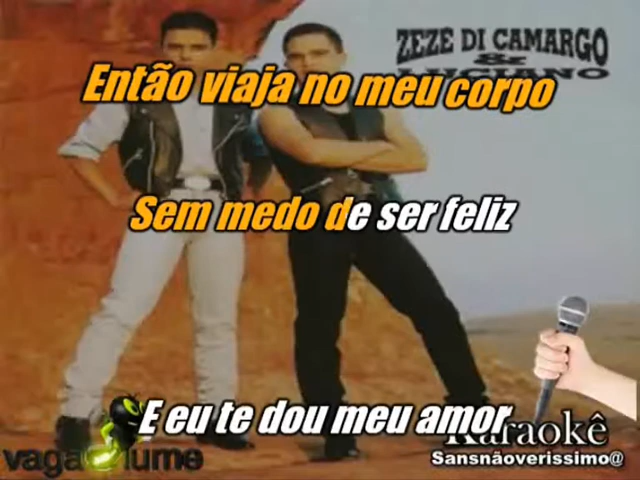 ZEZE DI CAMARGO
&
LUCIANO
Então viaja no meu corpo
Sem medo de ser feliz
E eu te dou meu amor
Karaokê
vagalume
Sansnãoverissimo@